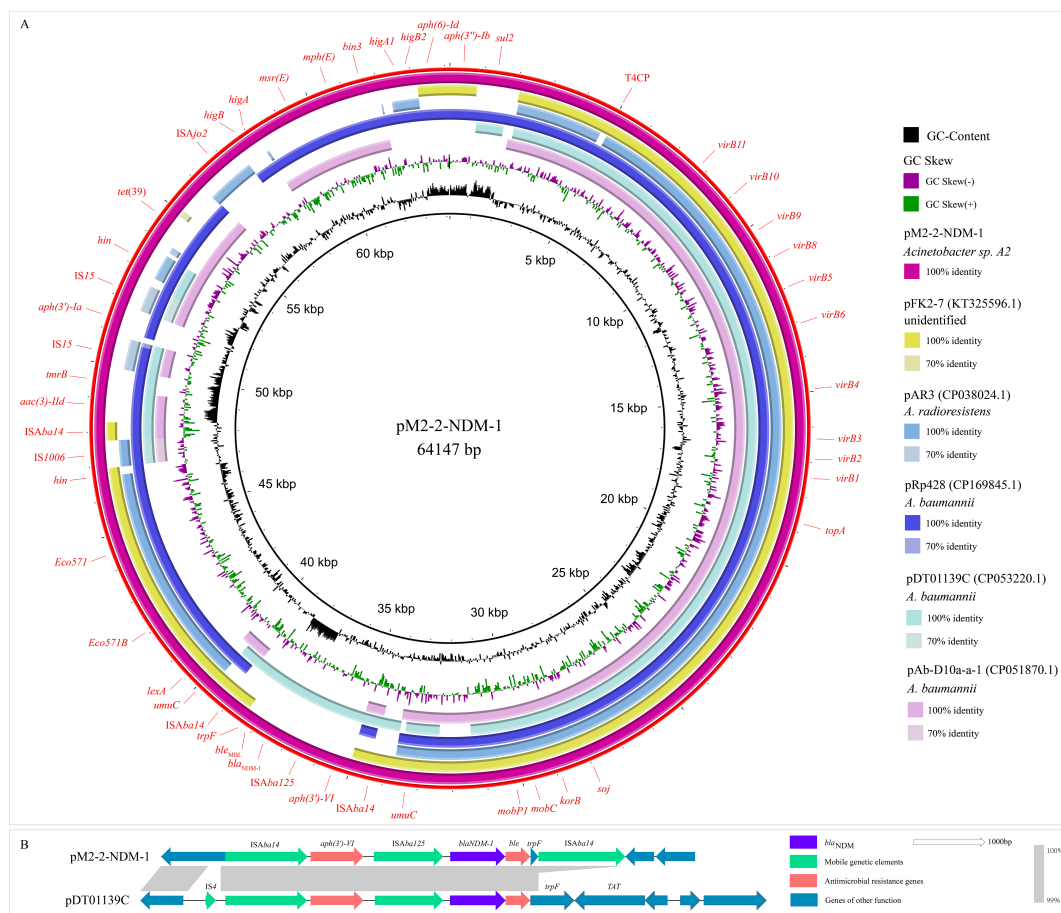 A
aph(6)-Id
higB2
aph(3'')-Ib
higA1
sul2
bin3
mph(E)
T4CP
msr(E)
higA
higB
ISAjo2
virB11
virB10
tet(39)
virB9
hin
virB8
IS15
virB5
aph(3')-Ia
virB6
IS15
tmrB
virB4
aac(3)-IId
ISAba14
virB3
IS1006
virB2
hin
virB1
topA
Eco571
Eco571B
lexA
umuC
ISAba14
trpF
bleMBL
blaNDM-1
ISAba125
aph(3')-VI
ISAba14
umuC
mobP1
mobC
korB
soj
60 kbp
5 kbp
55 kbp
10 kbp
50 kbp
15 kbp
45 kbp
20 kbp
40 kbp
25 kbp
35 kbp
30 kbp
pM2-2-NDM-1
64147 bp
GC-Content
GC Skew
GC Skew(-)
GC Skew(+)
pM2-2-NDM-1
Acinetobacter sp. A2
100% identity
pFK2-7 (KT325596.1)
unidentified
100% identity
70% identity
pAR3 (CP038024.1)
A. radioresistens
100% identity
70% identity
pRp428 (CP169845.1)
A. baumannii
100% identity
70% identity
pDT01139C (CP053220.1)
A. baumannii
100% identity
70% identity
pAb-D10a-a-1 (CP051870.1)
A. baumannii
100% identity
70% identity
B
ISAba14 aph(3')-VI ISAba125 blaNDM-1 ble trpF ISAba14
pM2-2-NDM-1
IS4 trpF TAT
pDT01139C
blaNDM
Mobile genetic elements
Antimicrobial resistance genes
Genes of other function
1000bp
100%
99%